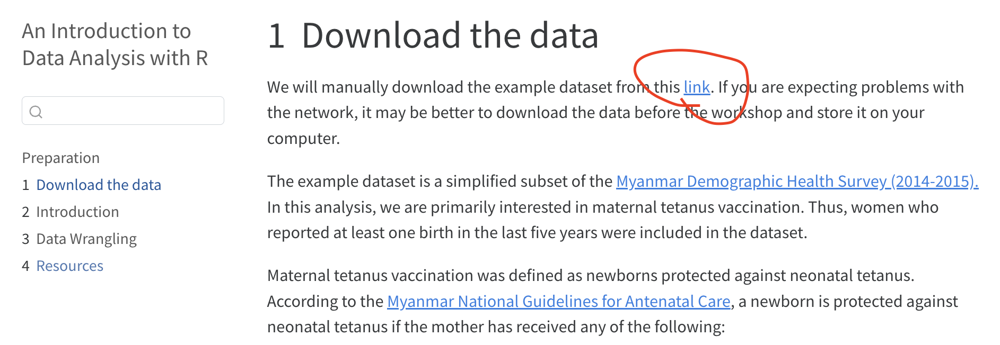 An Introduction to
Data Analysis with R
Preparation
1 Download the data
2 Introduction
3 Data Wrangling
4 Resources
1 Download the data
We will manually download the example dataset from this link. If you are expecting problems with
the network, it may be better to download the data before the workshop and store it on your
computer.
The example dataset is a simplified subset of the Myanmar Demographic Health Survey (2014-2015).
In this analysis, we are primarily interested in maternal tetanus vaccination. Thus, women who
reported at least one birth in the last five years were included in the dataset.
Maternal tetanus vaccination was defined as newborns protected against neonatal tetanus.
According to the Myanmar National Guidelines for Antenatal Care, a newborn is protected against
neonatal tetanus if the mother has received any of the following: